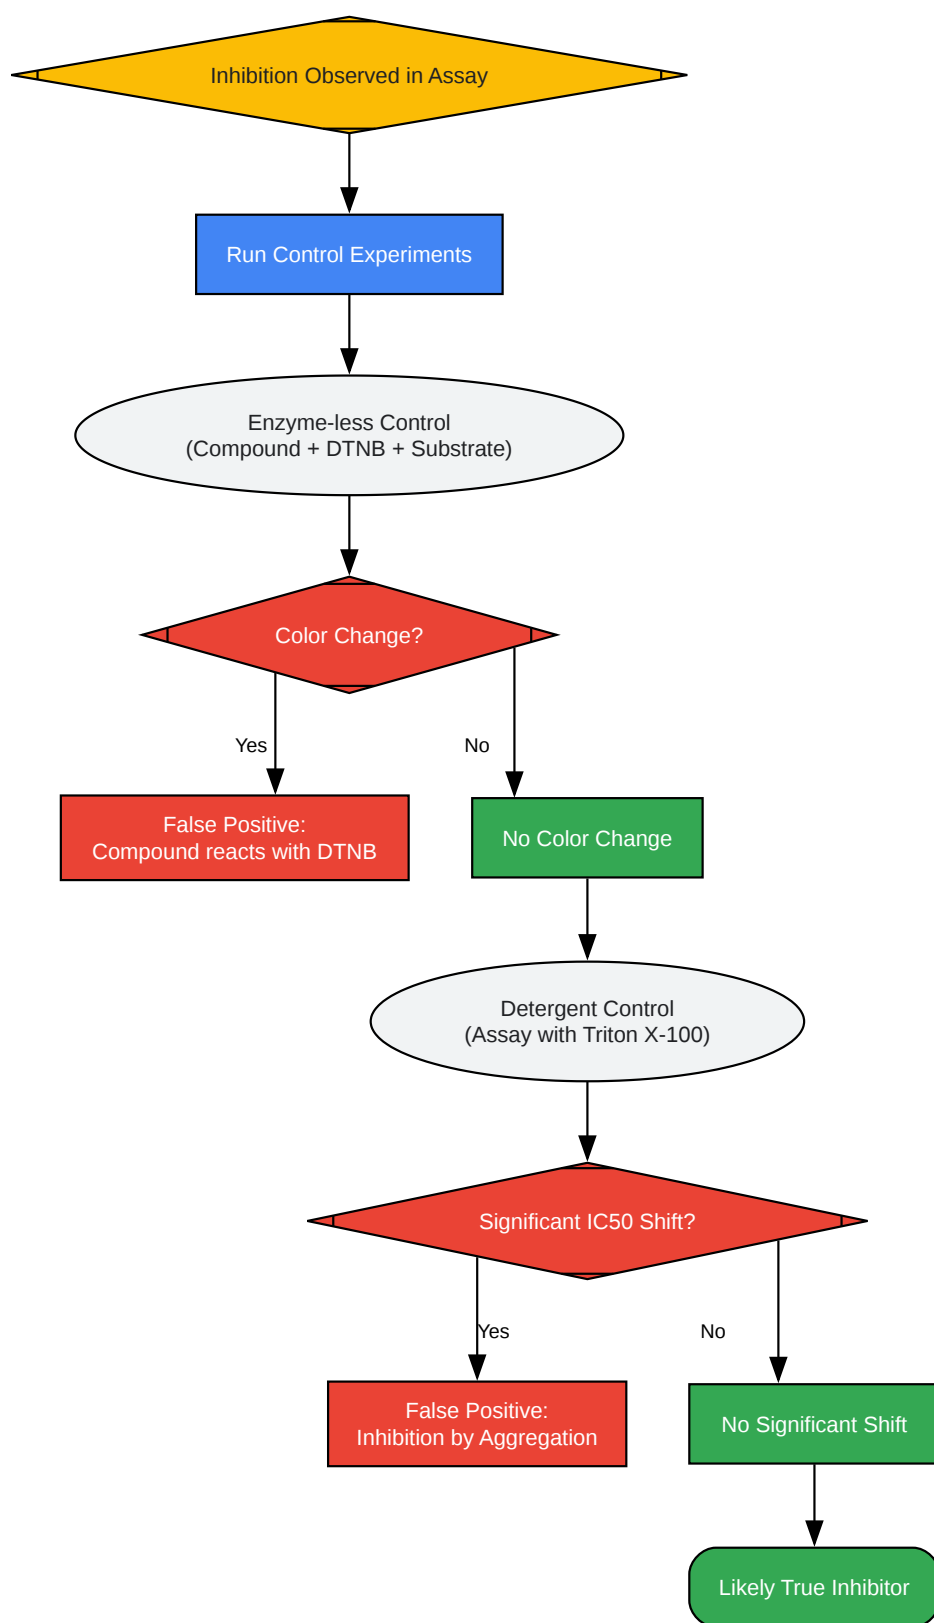 Inhibition Observed in Assay
Run Control Experiments
Enzyme-less Control
(Compound + DTNB + Substrate)
Color Change?
Yes
No
False Positive:
Compound reacts with DTNB
No Color Change
Detergent Control
(Assay with Triton X-100)
Significant IC50 Shift?
Yes
No
False Positive:
Inhibition by Aggregation
No Significant Shift
Likely True Inhibitor